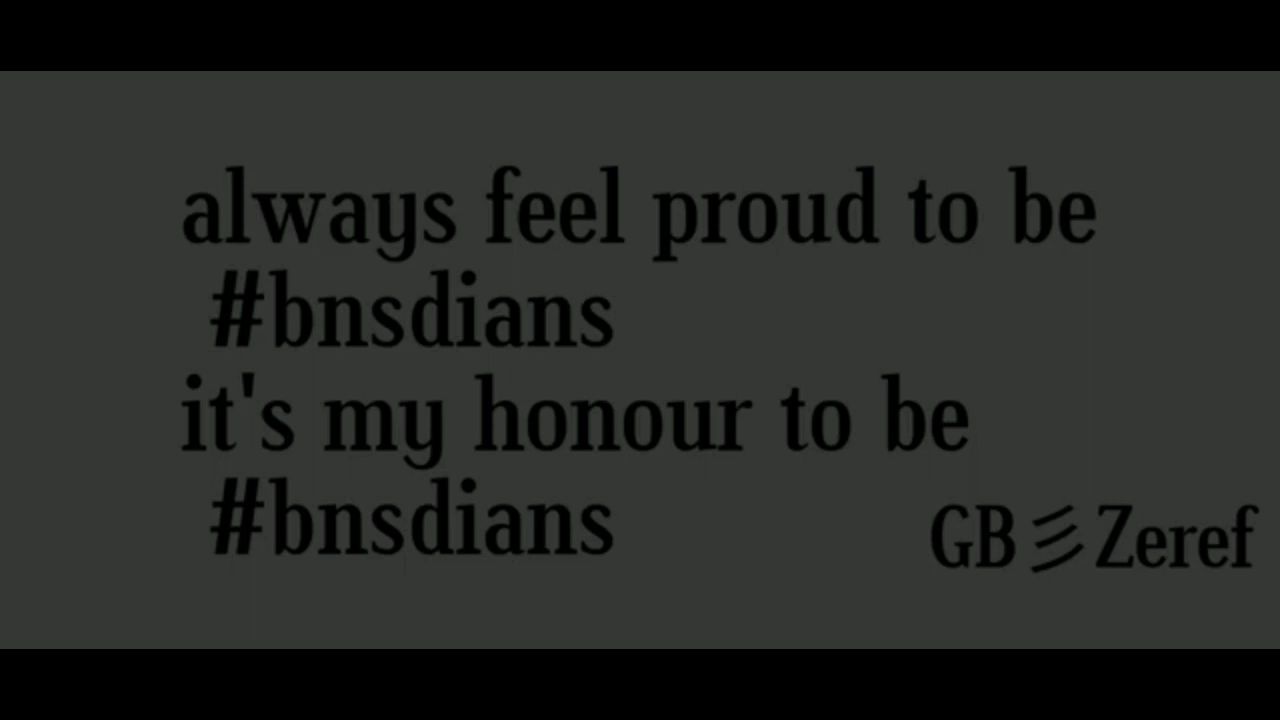 always feel proud to be
#bnsdians
it's my honour to be
#bnsdians
GB彡Zeref